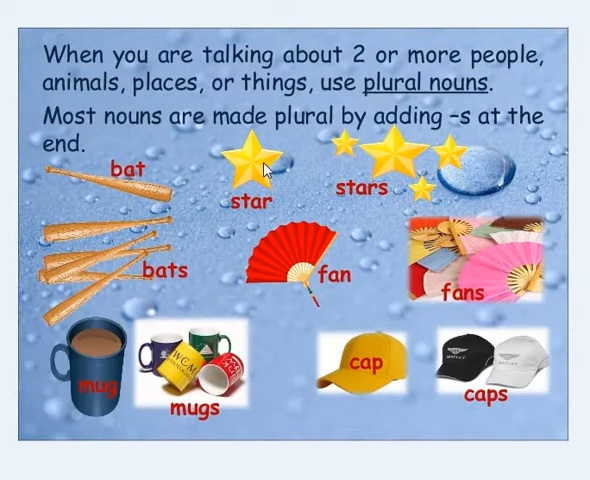 When you are talking about 2 or more people,
animals, places, or things, use plural nouns.
Most nouns are made plural by adding –s at the
end.
bat
star
stars
bats
fan
fans
mug
mugs
cap
caps